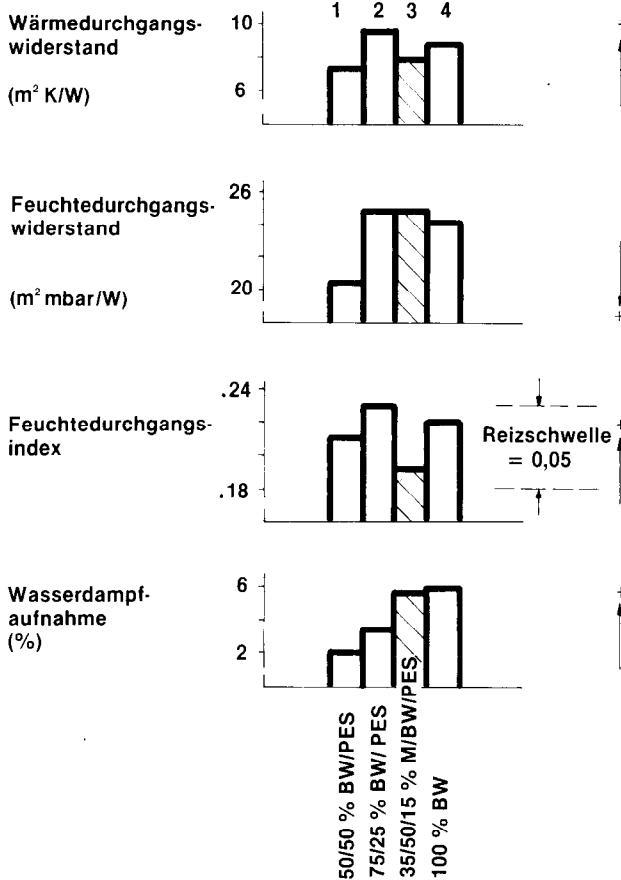 Wärmedurchgangs-
widerstand
(m² K/W)
10
6
1 2 3 4
+
Feuchtedurchgangs-
widerstand
(m² mbar/W)
26
20
+
Feuchtedurchgangs-
index
.24
.18
Reizschwelle
= 0,05
+
Wasserdampf-
aufnahme
(%)
6
2
+
50/50 % BW/PES
75/25 % BW/PES
35/50/15 % M/BW/PES
100 % BW